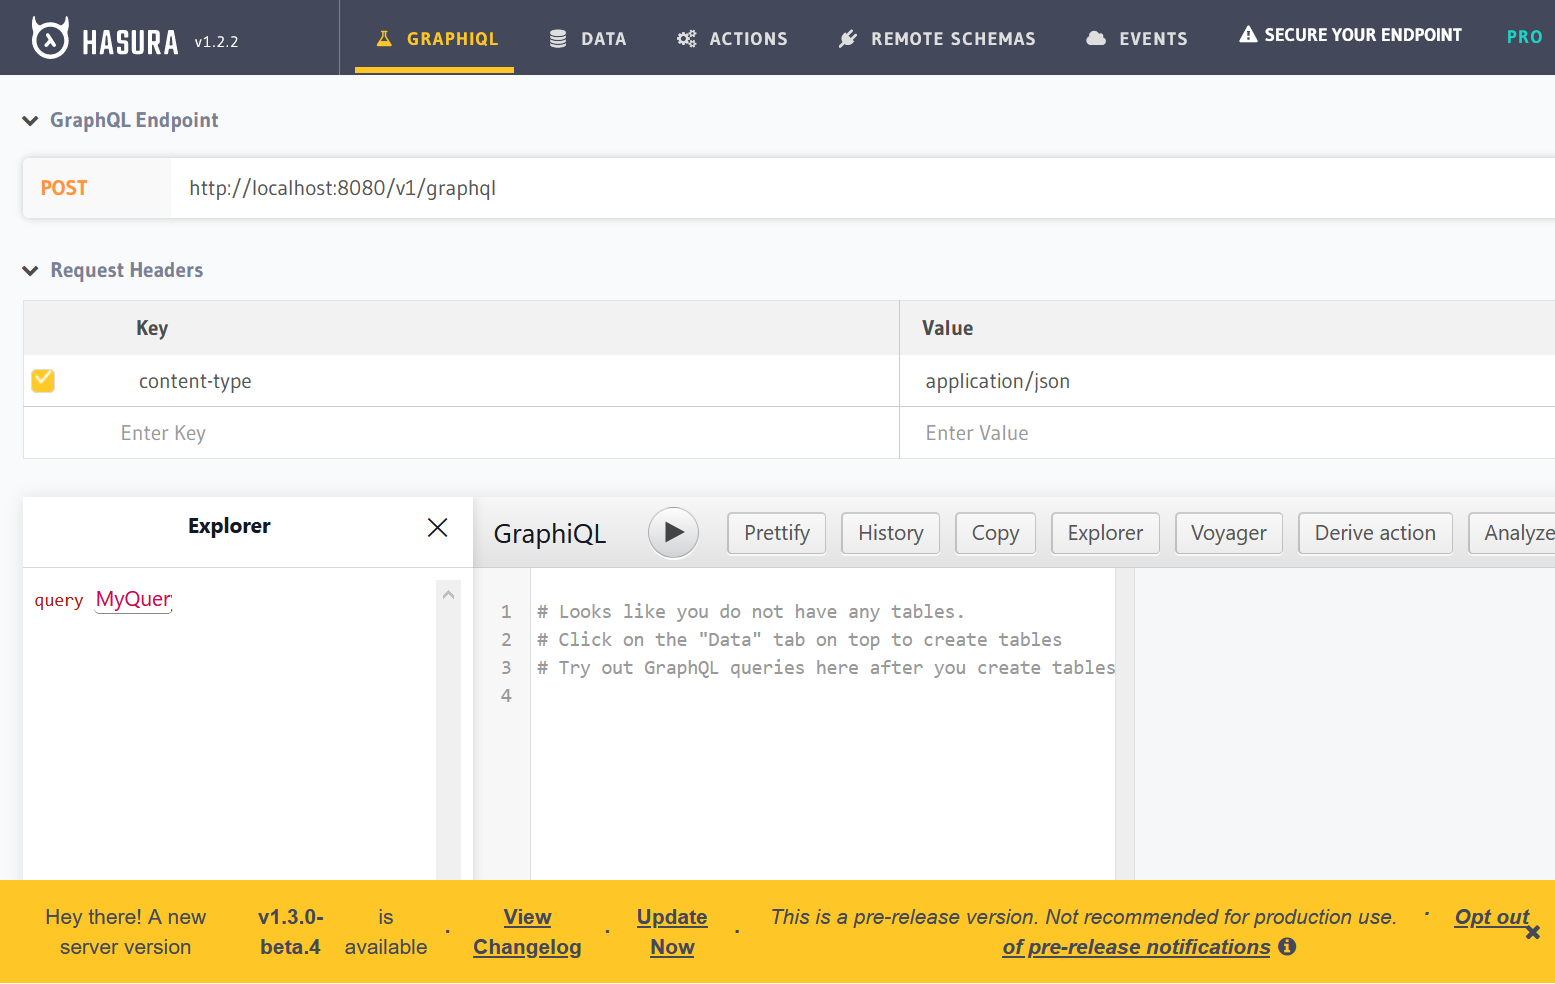 HASURA v1.2.2 GRAPHIQL DATA ACTIONS REMOTE SCHEMAS EVENTS SECURE YOUR ENDPOINT PRO
GraphQL Endpoint
POST http://localhost:8080/v1/graphql
Request Headers
Key Value
content-type application/json
Enter Key Enter Value
Explorer
GraphiQL Prettify History Copy Explorer Voyager Derive action Analyze
query MyQuer
1 # Looks like you do not have any tables.
2 # Click on the "Data" tab on top to create tables
3 # Try out GraphQL queries here after you create tables
4
Hey there! A new server version v1.3.0-beta.4 is available · View Changelog · Update Now · This is a pre-release version. Not recommended for production use. · Opt out
of pre-release notifications